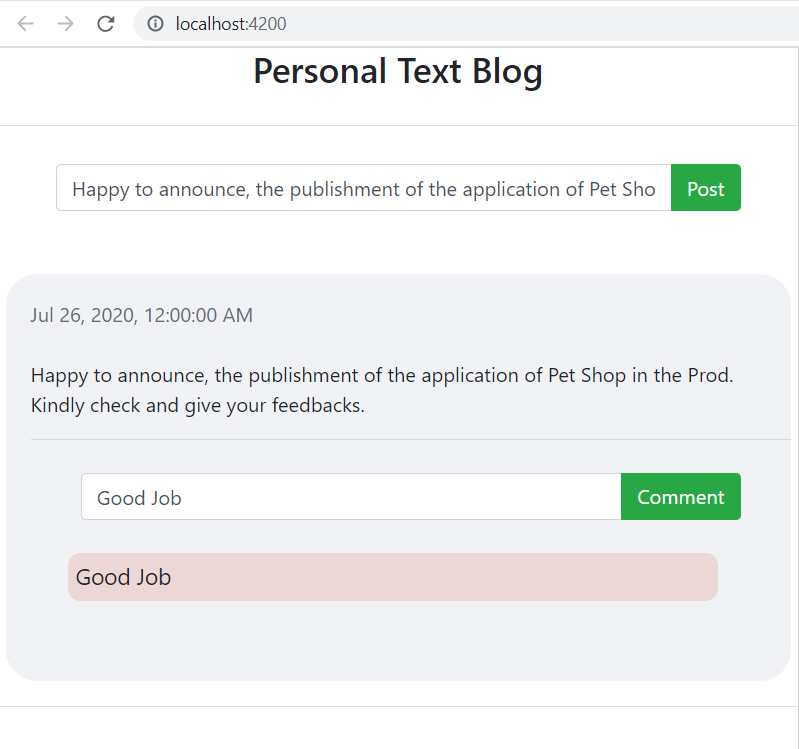 localhost:4200
Personal Text Blog
Happy to announce, the publishment of the application of Pet Sho
Post
Jul 26, 2020, 12:00:00 AM
Happy to announce, the publishment of the application of Pet Shop in the Prod.
Kindly check and give your feedbacks.
Good Job
Comment
Good Job